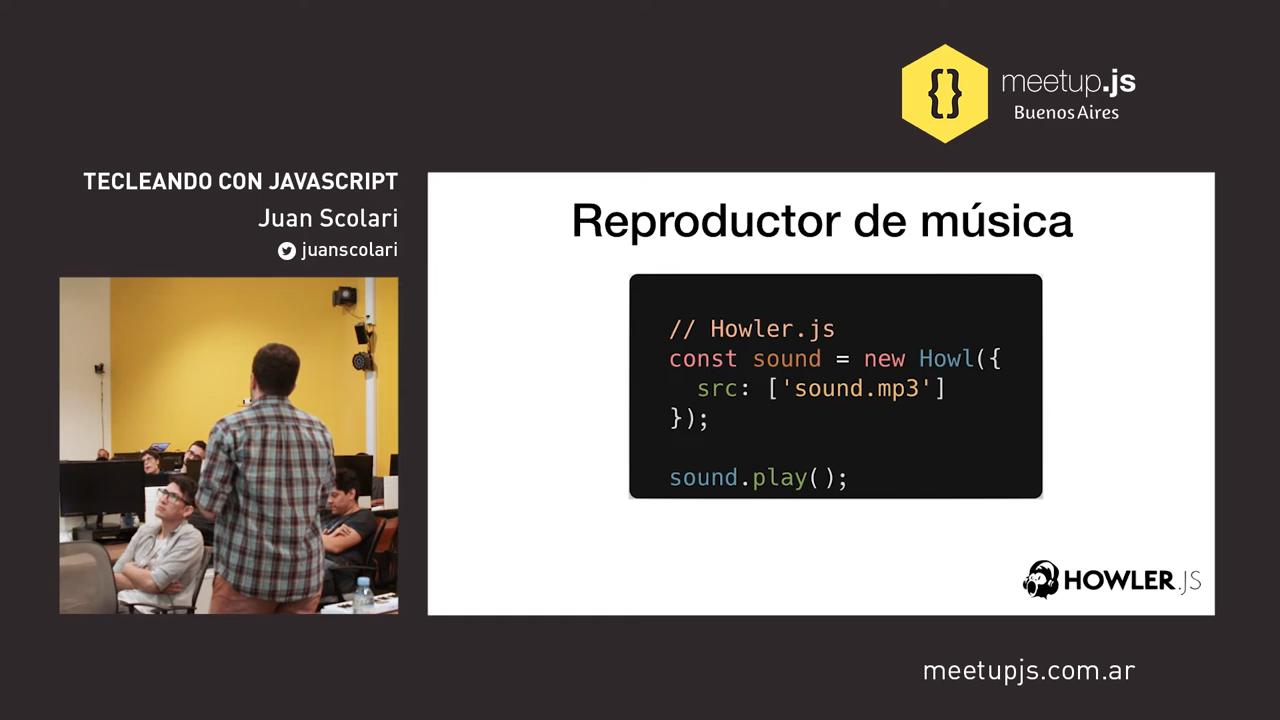 meetup.js
Buenos Aires
TECLEANDO CON JAVASCRIPT
Juan Scolari
juanscolari
Reproductor de música
// Howler.js
const sound = new Howl({
  src: ['sound.mp3']
});
sound.play();
HOWLER.JS
meetupjs.com.ar